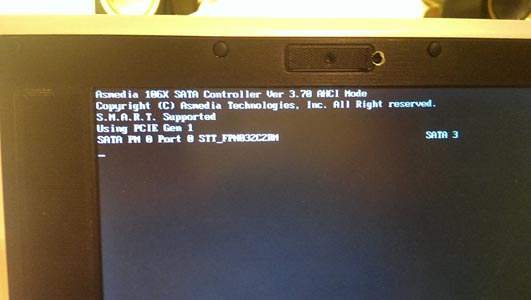 Asmedia 106X SATA Controller Ver 3.70 AHCI Mode
Copyright (C) Asmedia Technologies, Inc. All Right reserved.
S.M.A.R.T. Supported
Using PCIE Gen 1
SATA PM 0 Port 0 STT_FPM032C2RM SATA 3